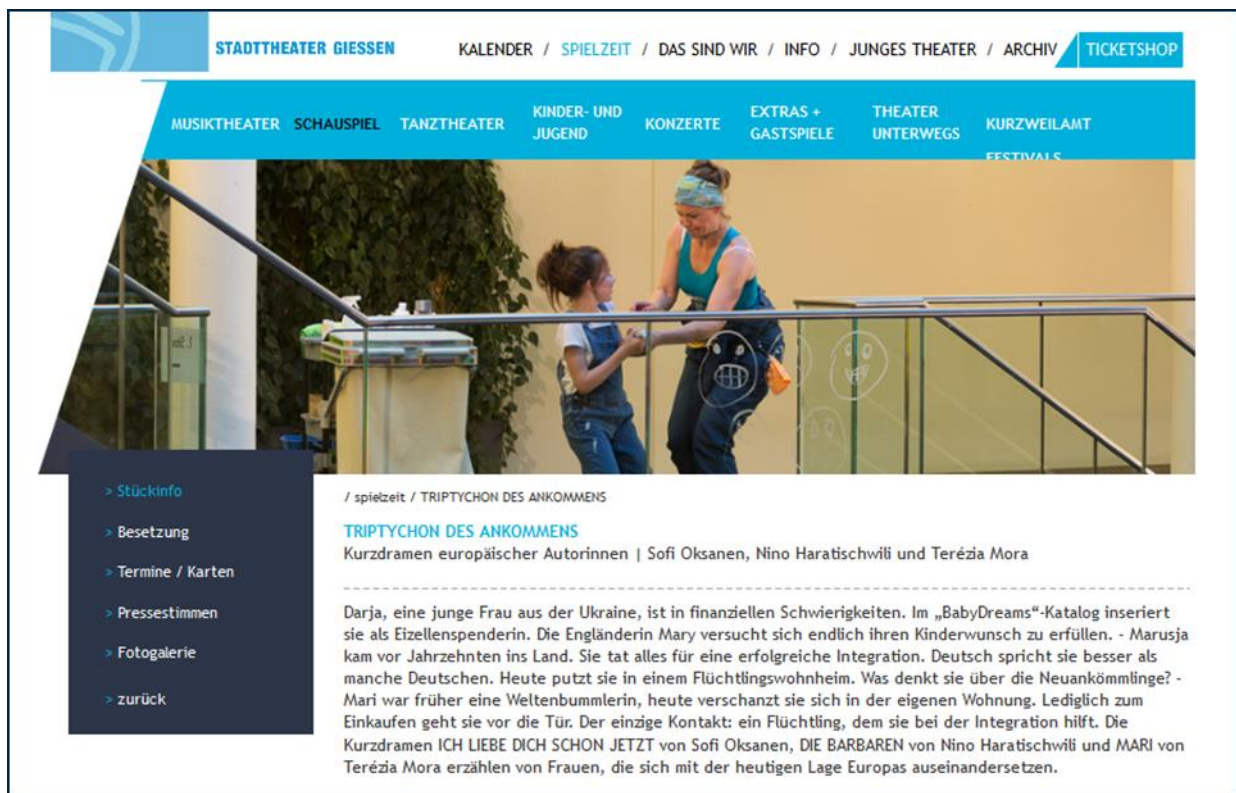 STADTTHEATER GIESSEN
KALENDER / SPIELZEIT / DAS SIND WIR / INFO / JUNGES THEATER / ARCHIV
TICKETSHOP
MUSIKTHEATER
SCHAUSPIEL
TANZTHEATER
KINDER- UND
JUGEND
KONZERTE
EXTRAS +
GASTSPIELE
THEATER
UNTERWEGS
KURZWEILAMT
FESTIVALS
> Stückinfo
> Besetzung
> Termine / Karten
> Pressestimmen
> Fotogalerie
> zurück
/ spielzeit / TRIPTYCHON DES ANKOMMENS
TRIPTYCHON DES ANKOMMENS
Kurzdramen europäischer Autorinnen | Sofi Oksanen, Nino Haratischwili und Terézia Mora
Darja, eine junge Frau aus der Ukraine, ist in finanziellen Schwierigkeiten. Im „BabyDreams“-Katalog inseriert
sie als Eizellenspenderin. Die Engländerin Mary versucht sich endlich ihren Kinderwunsch zu erfüllen. - Marusja
kam vor Jahrzehnten ins Land. Sie tat alles für eine erfolgreiche Integration. Deutsch spricht sie besser als
manche Deutschen. Heute putzt sie in einem Flüchtlingswohnheim. Was denkt sie über die Neuankömmlinge? -
Mari war früher eine Weltenbummlerin, heute verschanzt sie sich in der eigenen Wohnung. Lediglich zum
Einkaufen geht sie vor die Tür. Der einzige Kontakt: ein Flüchtling, dem sie bei der Integration hilft. Die
Kurzdramen ICH LIEBE DICH SCHON JETZT von Sofi Oksanen, DIE BARBAREN von Nino Haratischwili und MARI von
Terézia Mora erzählen von Frauen, die sich mit der heutigen Lage Europas auseinandersetzen.